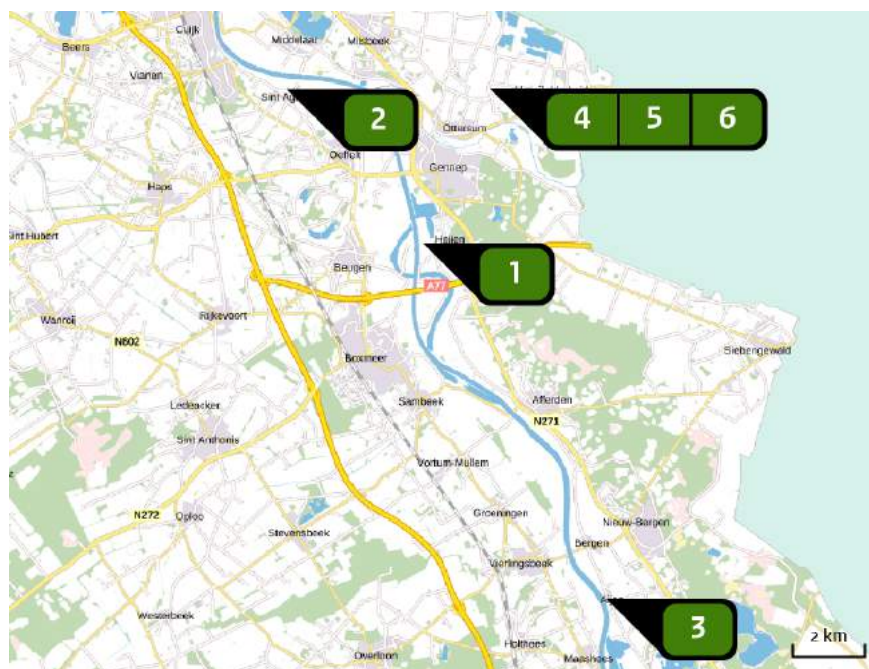 Cuijk
Beers
Middelaar
Milsbeek
Vianen
2
4 5 6
Ottersum
Oeffelt
Gennep
Haps
Sint Hubert
Heijen
1
Beugen
A77
Wanroij
Rijkevoort
N602
Siebengewald
Boxmeer
Ledeacker
Sambeek
Afferden
N271
Sint Anthonis
Vortum-Mullem
N272
Oploo
Groeningen
Nieuw-Bergen
Stevensbeek
Bergen
Vierlingsbeek
Westerbeek
3
2 km
Holthees
Overloon
Maashees